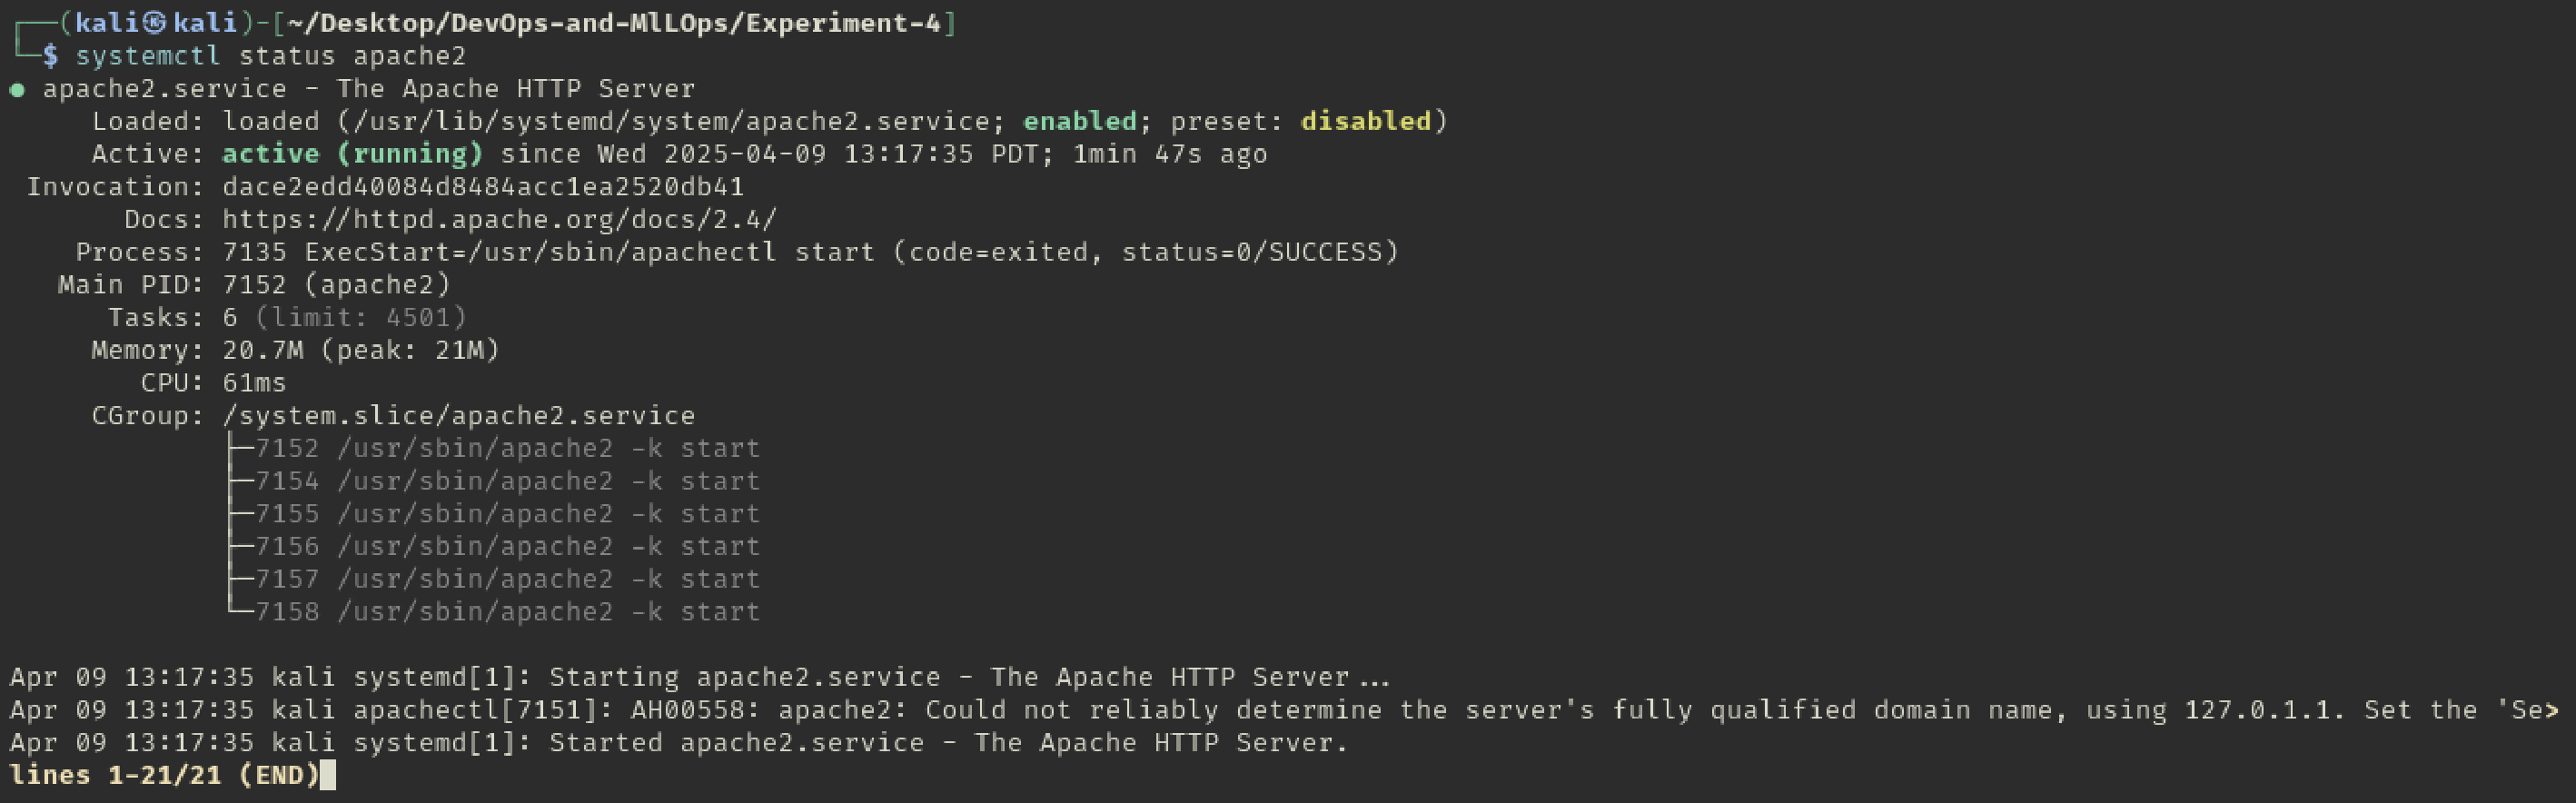 ┌──(kali㉿kali)-[~/Desktop/DevOps-and-MlLOps/Experiment-4]
└─$ systemctl status apache2
● apache2.service - The Apache HTTP Server
     Loaded: loaded (/usr/lib/systemd/system/apache2.service; enabled; preset: disabled)
     Active: active (running) since Wed 2025-04-09 13:17:35 PDT; 1min 47s ago
 Invocation: dace2edd40084d8484acc1ea2520db41
       Docs: https://httpd.apache.org/docs/2.4/
    Process: 7135 ExecStart=/usr/sbin/apachectl start (code=exited, status=0/SUCCESS)
   Main PID: 7152 (apache2)
      Tasks: 6 (limit: 4501)
     Memory: 20.7M (peak: 21M)
        CPU: 61ms
     CGroup: /system.slice/apache2.service
             ├─7152 /usr/sbin/apache2 -k start
             ├─7154 /usr/sbin/apache2 -k start
             ├─7155 /usr/sbin/apache2 -k start
             ├─7156 /usr/sbin/apache2 -k start
             ├─7157 /usr/sbin/apache2 -k start
             └─7158 /usr/sbin/apache2 -k start
Apr 09 13:17:35 kali systemd[1]: Starting apache2.service - The Apache HTTP Server...
Apr 09 13:17:35 kali apachectl[7151]: AH00558: apache2: Could not reliably determine the server's fully qualified domain name, using 127.0.1.1. Set the 'Se>
Apr 09 13:17:35 kali systemd[1]: Started apache2.service - The Apache HTTP Server.
lines 1-21/21 (END)